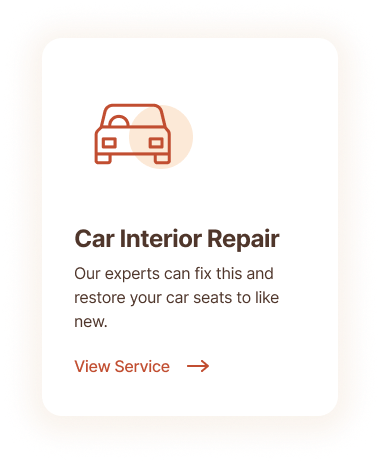 Car Interior Repair
Our experts can fix this and
restore your car seats to like
new.
View Service